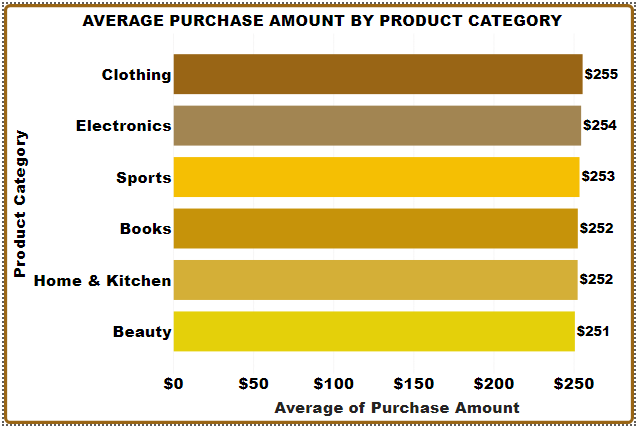 AVERAGE PURCHASE AMOUNT BY PRODUCT CATEGORY
Product Category
Clothing $255
Electronics $254
Sports $253
Books $252
Home & Kitchen $252
Beauty $251
$0 $50 $100 $150 $200 $250
Average of Purchase Amount